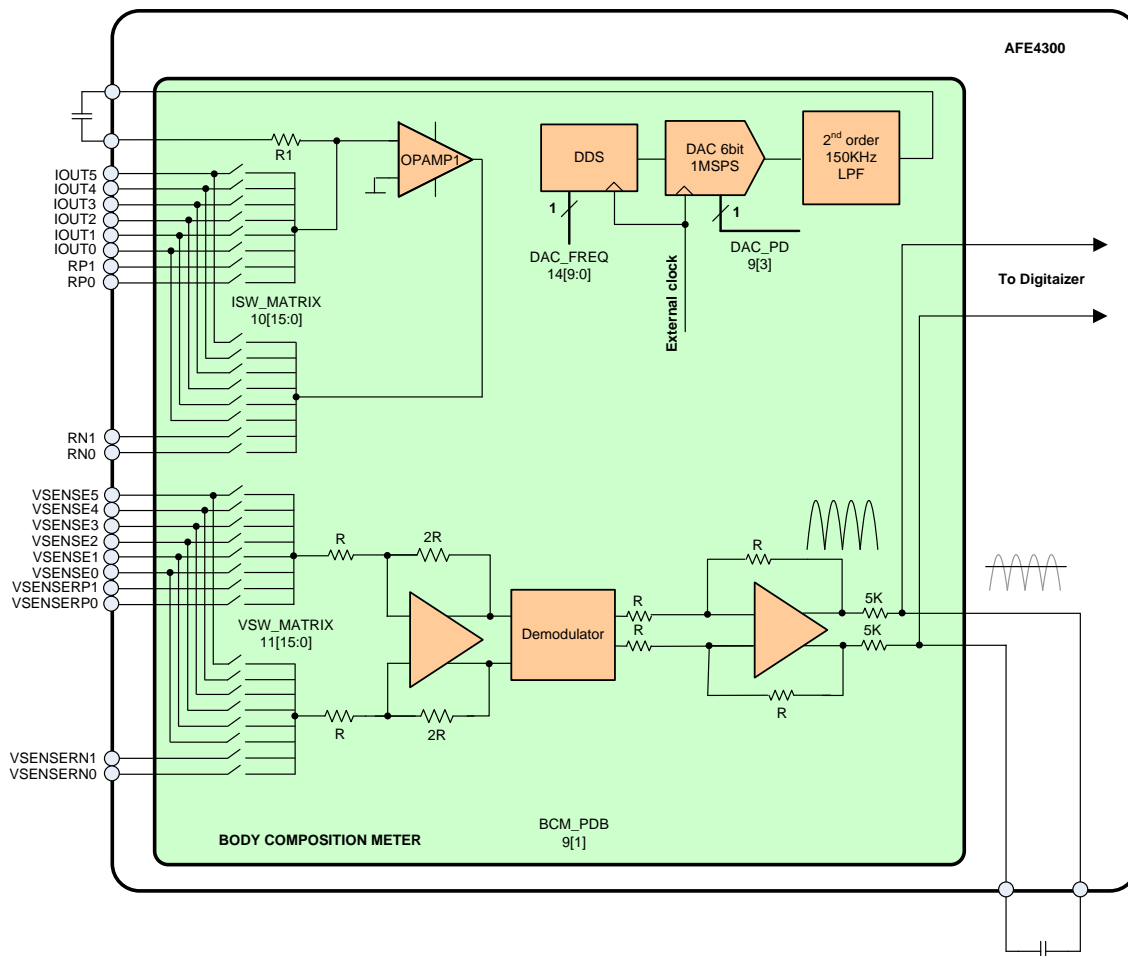 AFE4300
R1
OPAMP1
DDS
DAC 6bit
1MSPS
2nd order
150KHz
LPF
IOUT5
IOUT4
IOUT3
IOUT2
IOUT1
IOUT0
RP1
RP0
1
1
DAC_FREQ
14[9:0]
DAC_PD
9[3]
External clock
To Digitaizer
ISW_MATRIX
10[15:0]
RN1
RN0
VSENSE5
VSENSE4
VSENSE3
VSENSE2
VSENSE1
VSENSE0
VSENSERP1
VSENSERP0
R
2R
VSW_MATRIX
11[15:0]
Demodulator
R
R
R
5K
5K
R
R
2R
VSENSERN1
VSENSERN0
BCM_PDB
9[1]
BODY COMPOSITION METER